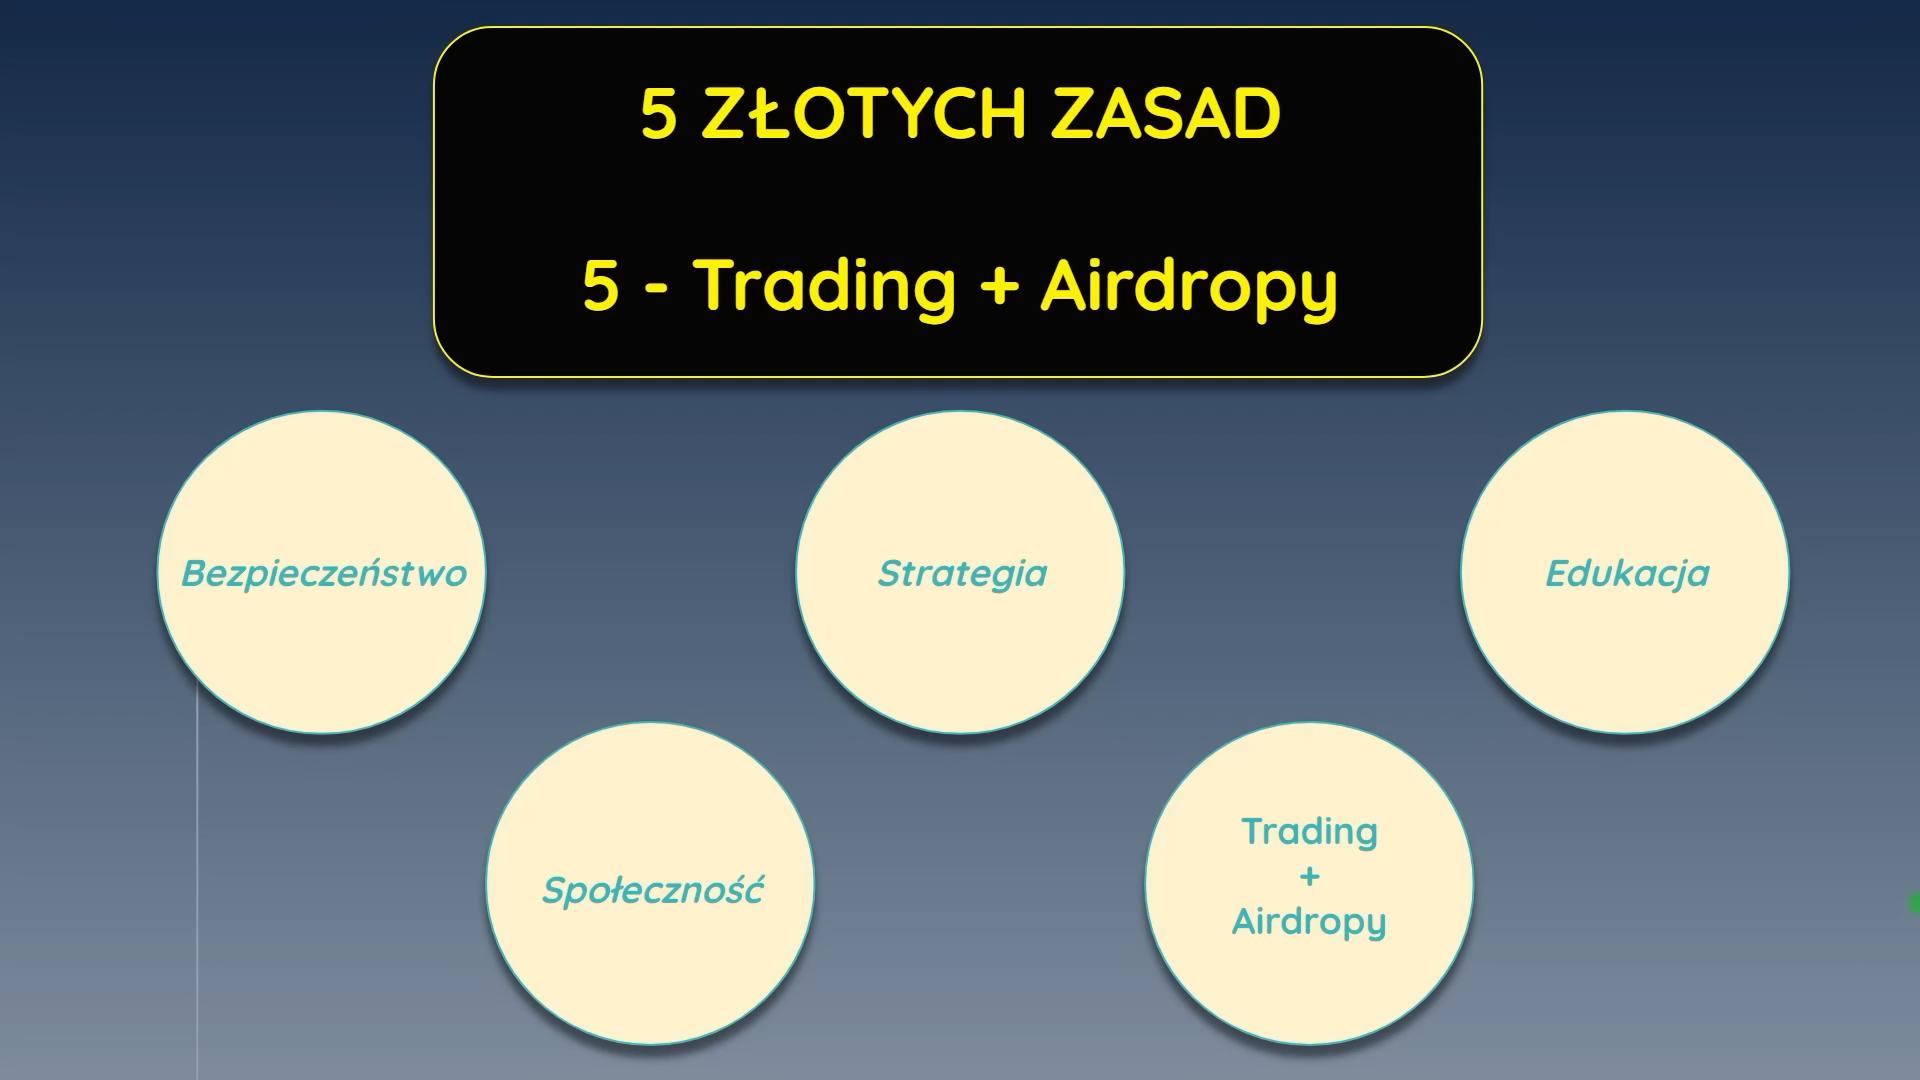 5 ZŁOTYCH ZASAD
5 - Trading + Airdropy
Bezpieczeństwo
Strategia
Edukacja
Społeczność
Trading
+
Airdropy